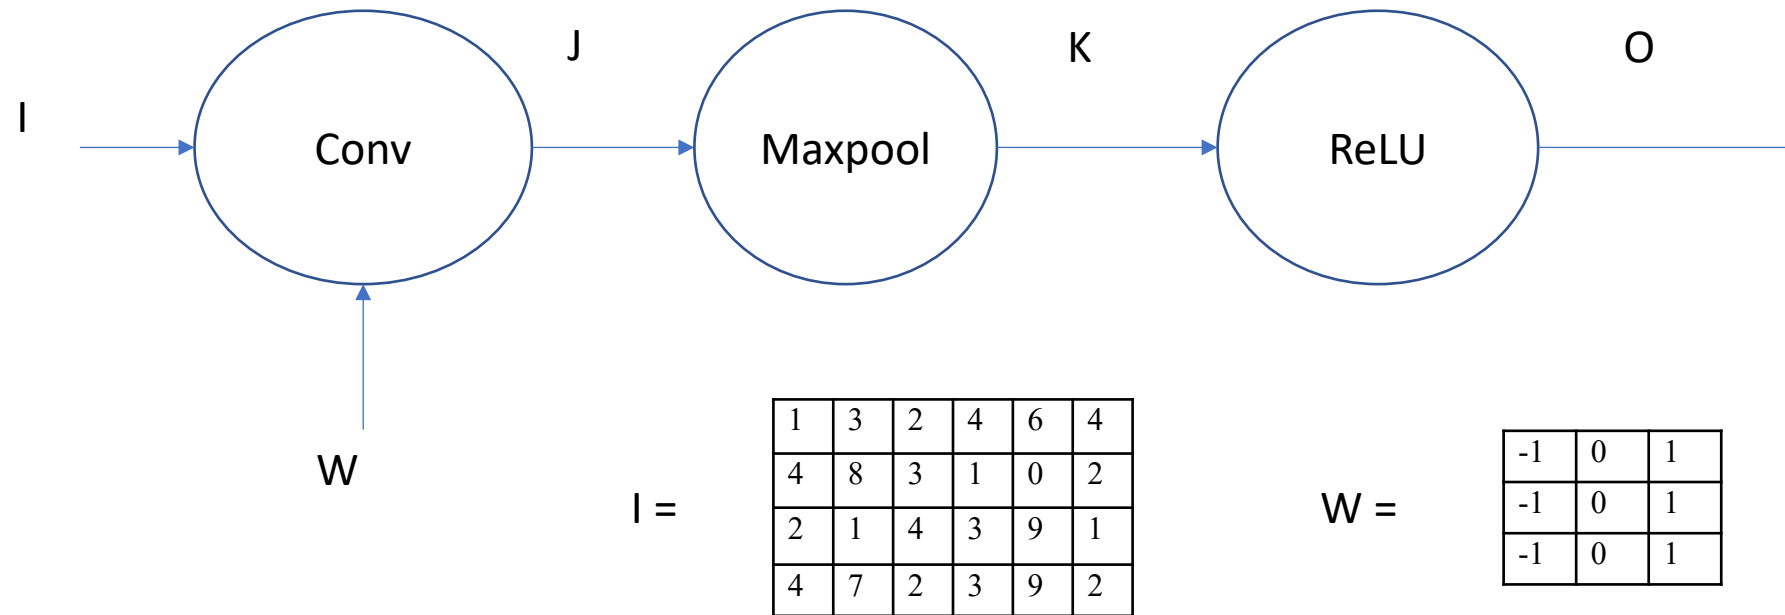 J K O
I
Conv Maxpool ReLU
W
I =
1 3 2 4 6 4
4 8 3 1 0 2
2 1 4 3 9 1
4 7 2 3 9 2
W =
-1 0 1
-1 0 1
-1 0 1